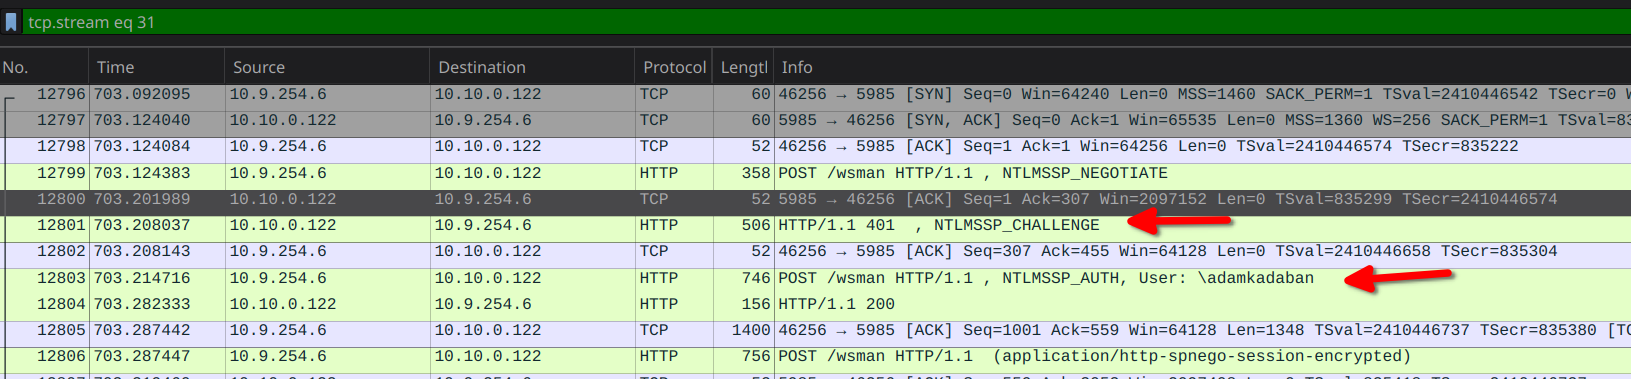 tcp.stream eq 31
No. Time Source Destination Protocol Lengtl Info
12796 703.092095 10.9.254.6 10.10.0.122 TCP 60 46256 → 5985 [SYN] Seq=0 Win=64240 Len=0 MSS=1460 SACK_PERM=1 TSval=2410446542 TSecr=0 W
12797 703.124040 10.10.0.122 10.9.254.6 TCP 60 5985 → 46256 [SYN, ACK] Seq=0 Ack=1 Win=65535 Len=0 MSS=1360 WS=256 SACK_PERM=1 TSval=83
12798 703.124084 10.9.254.6 10.10.0.122 TCP 52 46256 → 5985 [ACK] Seq=1 Ack=1 Win=64256 Len=0 TSval=2410446574 TSecr=835222
12799 703.124383 10.9.254.6 10.10.0.122 HTTP 358 POST /wsman HTTP/1.1 , NTLMSSP_NEGOTIATE
12800 703.201989 10.10.0.122 10.9.254.6 TCP 52 5985 → 46256 [ACK] Seq=1 Ack=307 Win=2097152 Len=0 TSval=835299 TSecr=2410446574
12801 703.208037 10.10.0.122 10.9.254.6 HTTP 506 HTTP/1.1 401 , NTLMSSP_CHALLENGE
12802 703.208143 10.9.254.6 10.10.0.122 TCP 52 46256 → 5985 [ACK] Seq=307 Ack=455 Win=64128 Len=0 TSval=2410446658 TSecr=835304
12803 703.214716 10.9.254.6 10.10.0.122 HTTP 746 POST /wsman HTTP/1.1 , NTLMSSP_AUTH, User: \adamkadaban
12804 703.282333 10.10.0.122 10.9.254.6 HTTP 156 HTTP/1.1 200
12805 703.287442 10.9.254.6 10.10.0.122 TCP 1400 46256 → 5985 [ACK] Seq=1001 Ack=559 Win=64128 Len=1348 TSval=2410446737 TSecr=835380 [TC
12806 703.287447 10.9.254.6 10.10.0.122 HTTP 756 POST /wsman HTTP/1.1 (application/http-spnego-session-encrypted)